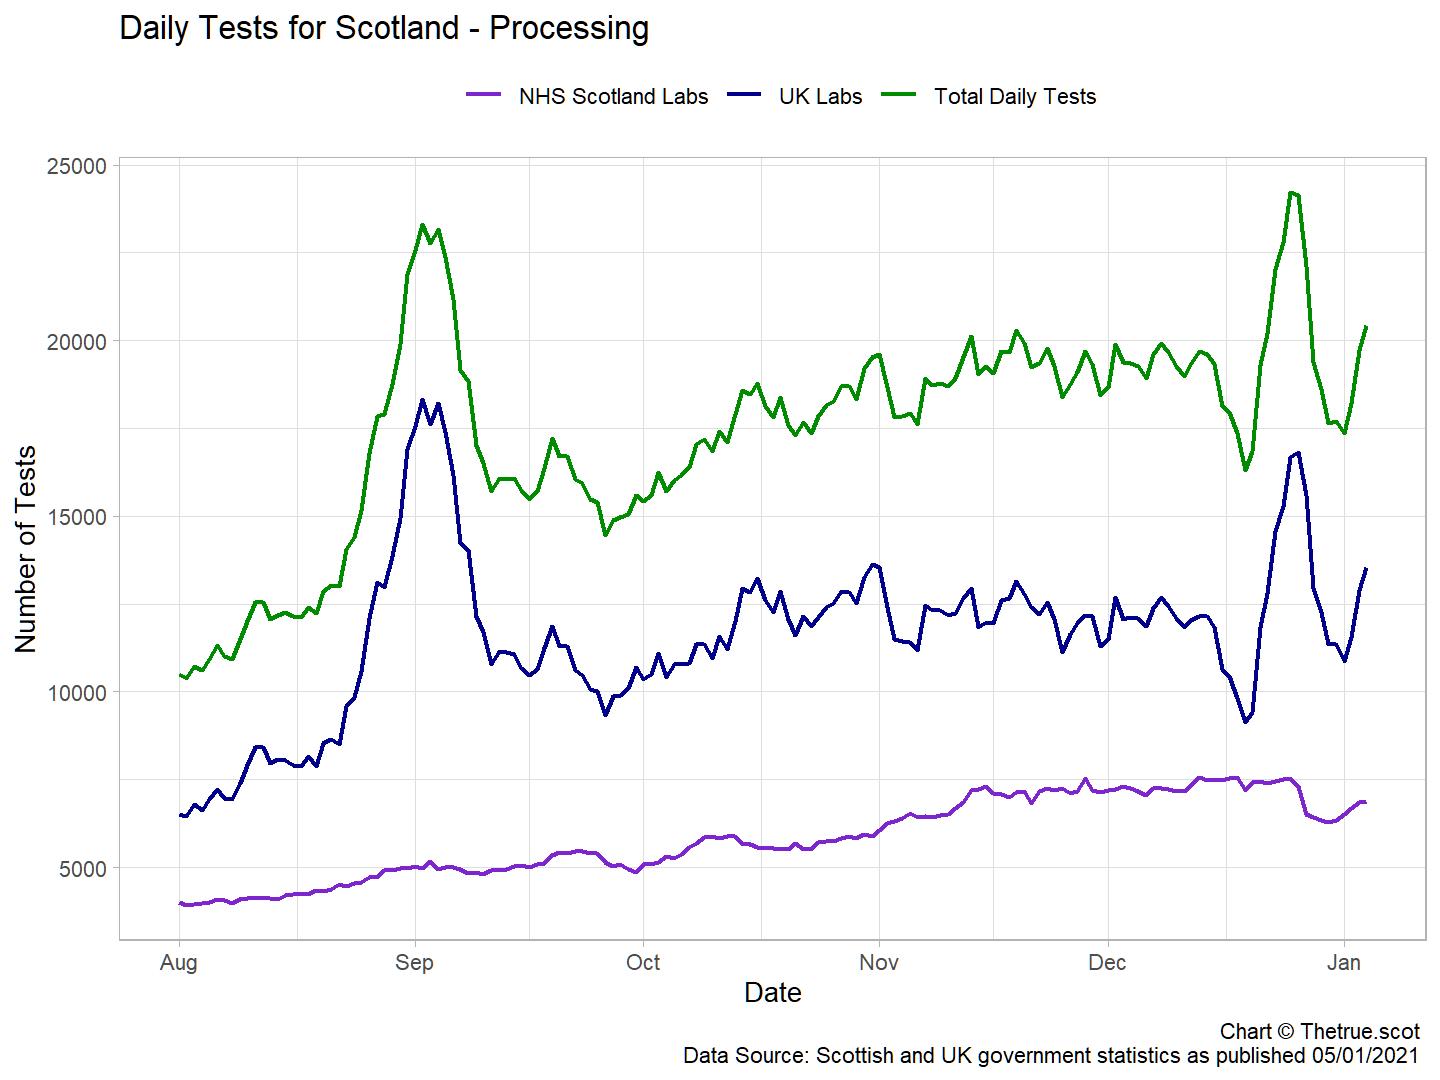 Daily Tests for Scotland - Processing
NHS Scotland Labs
UK Labs
Total Daily Tests
25000
20000
15000
10000
5000
Number of Tests
Aug
Sep
Oct
Nov
Dec
Jan
Date
Chart © Thetrue.scot
Data Source: Scottish and UK government statistics as published 05/01/2021